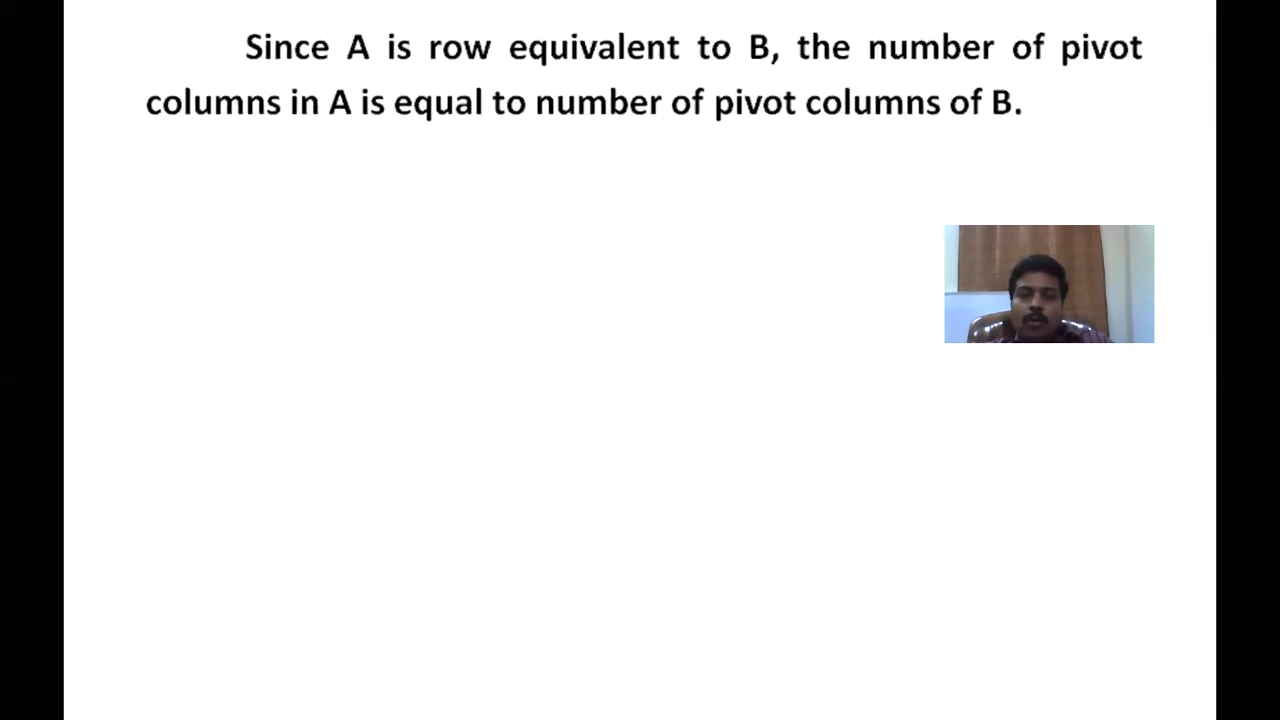 Since A is row equivalent to B, the number of pivot
columns in A is equal to number of pivot columns of B.